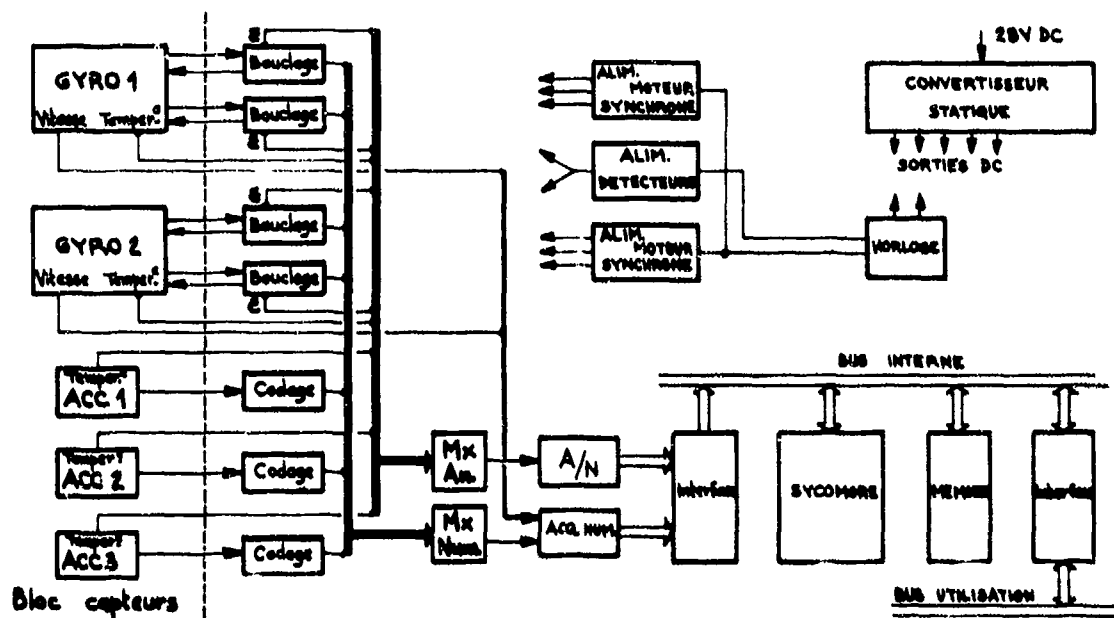 28V DC
GYRO 1
Vitesse Temper.e
Bouclage
Bouclage
ALIM.
MOTEUR
SYNCHRONE
CONVERTISSEUR
STATIQUE
ALIM.
DETECTEURS
SORTIES DC
GYRO 2
Vitesse Temper.e
Bouclage
Bouclage
ALIM.
MOTEUR
SYNCHRONE
HORLOGE
BUS INTERNE
Temper.e
ACC.1
Codage
Temper.e
ACC 2
Codage
Mx
An.
A/N
Interface
SYCOMORE
MEMOIRE
Interface
Temper.e
ACC.3
Codage
Mx
Num.
ACQ. NUM.
Bloc capteurs
BUS UTILISATION